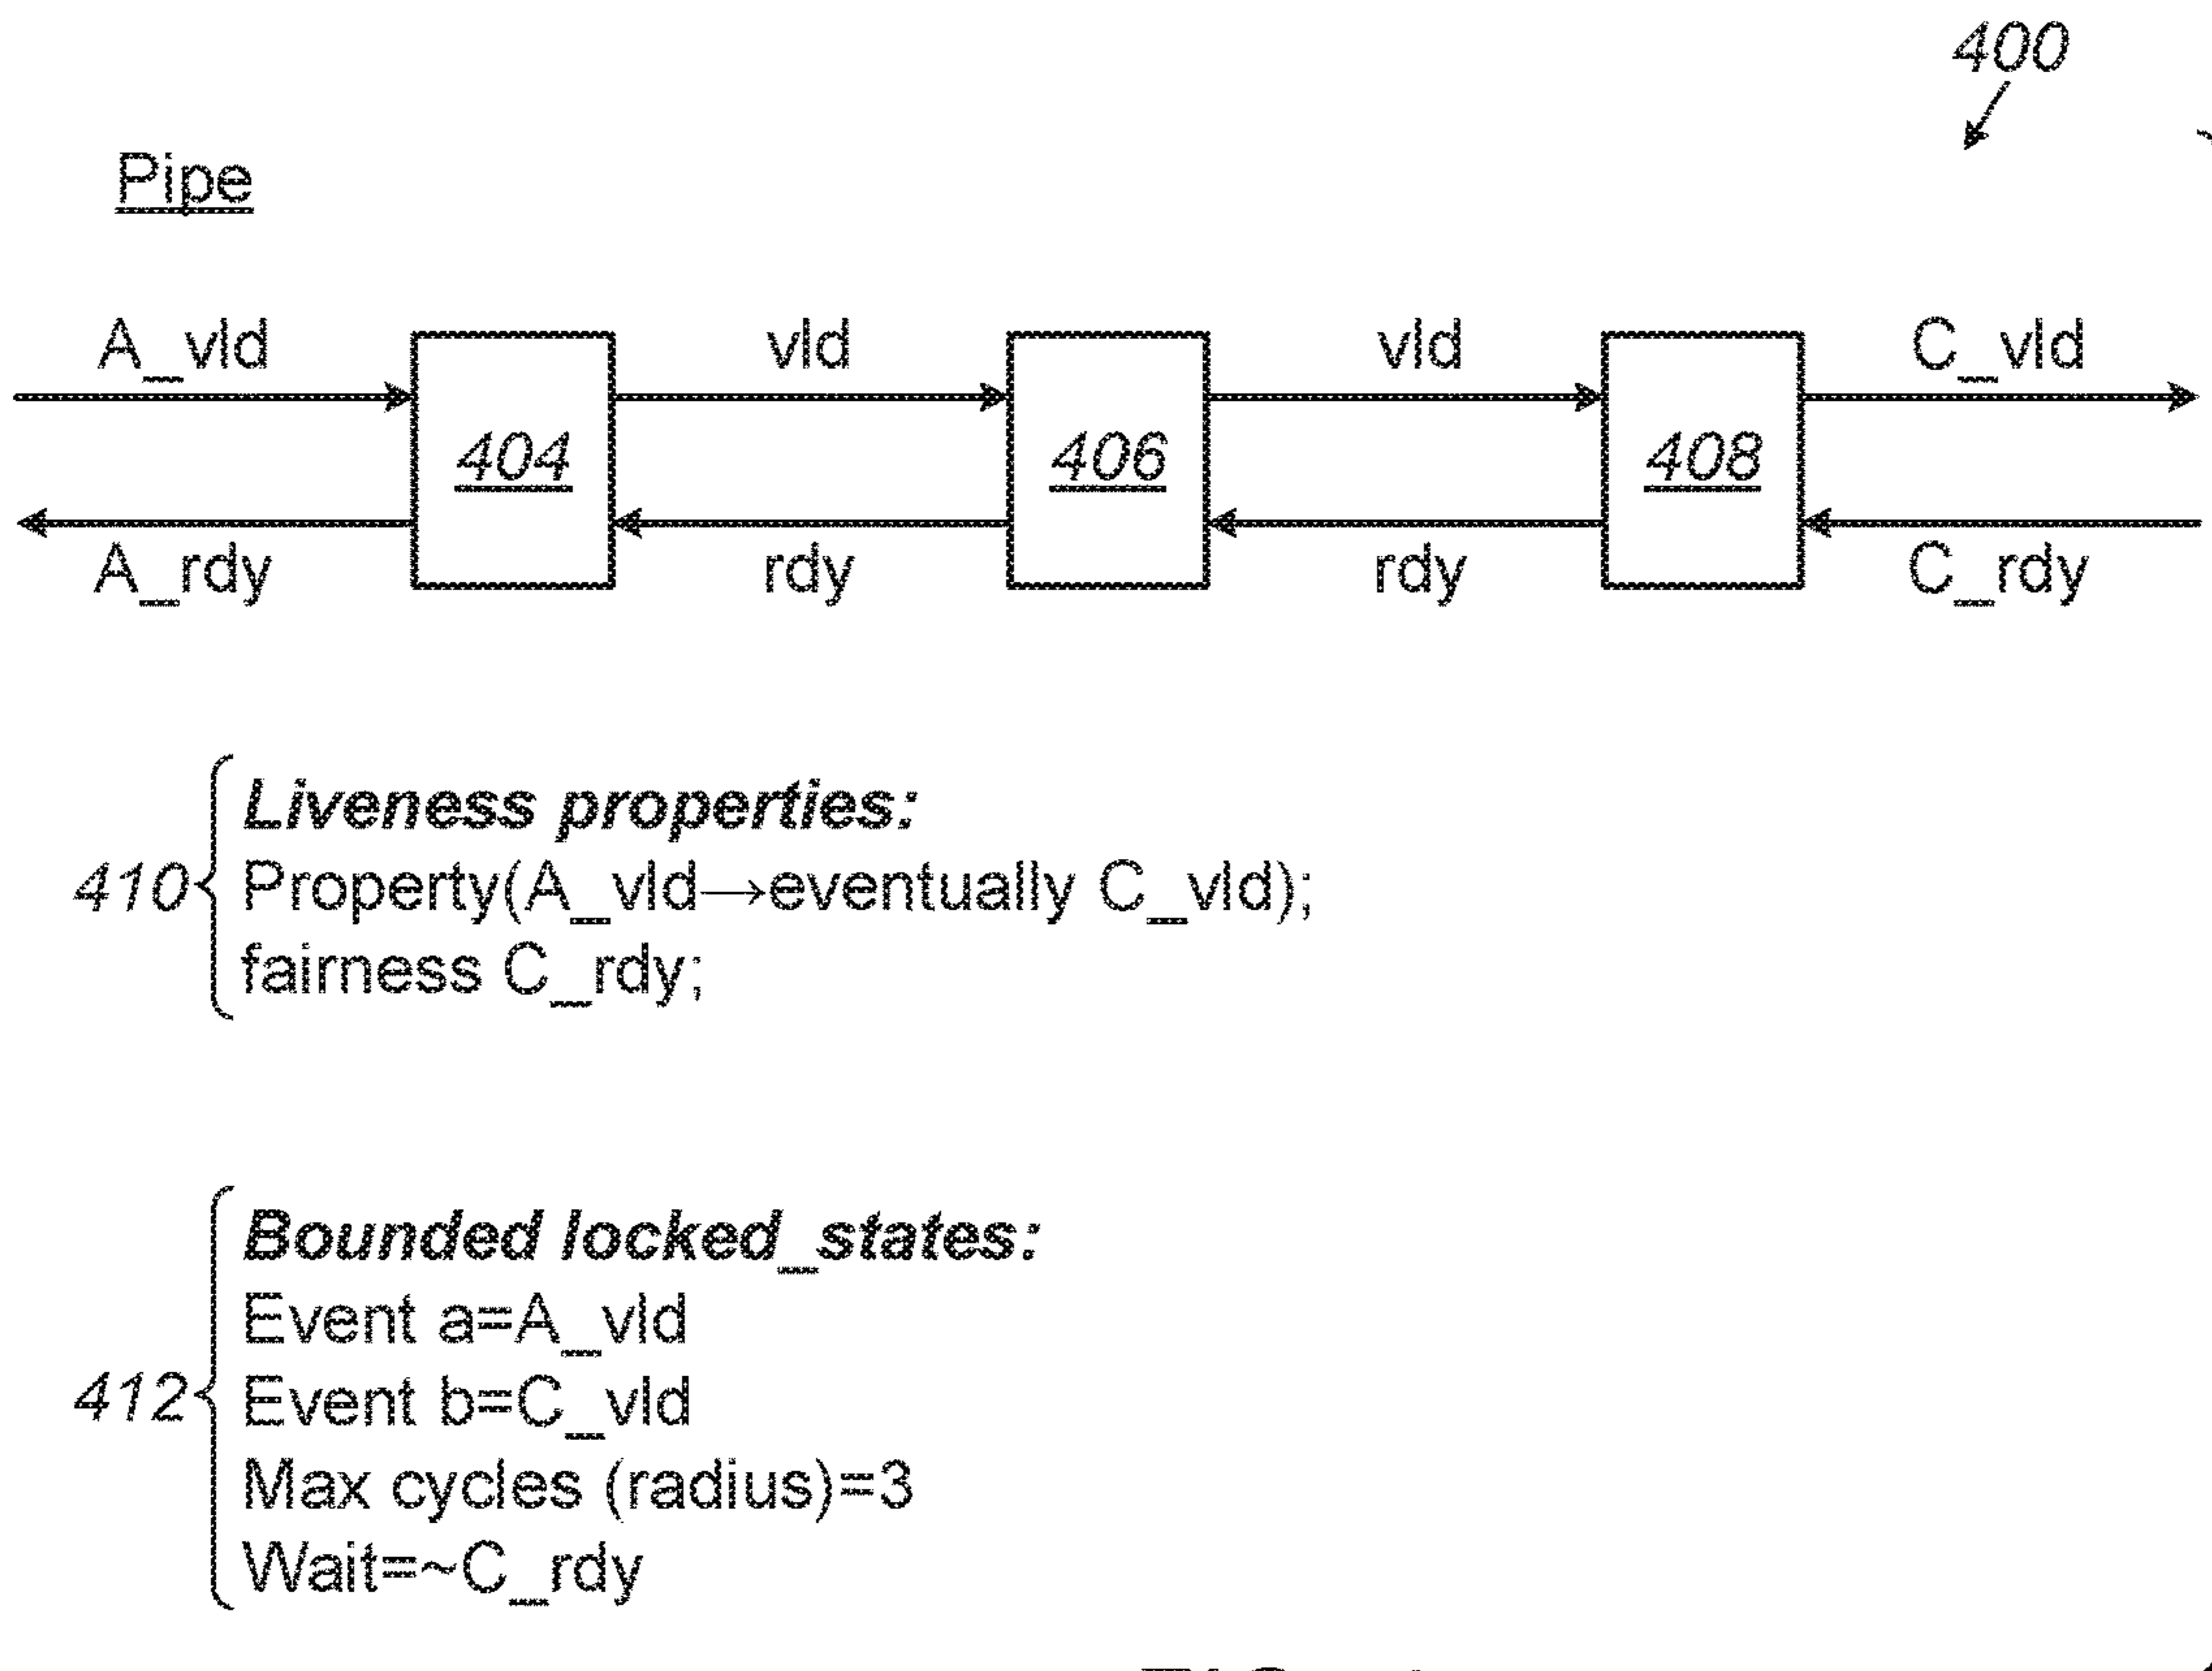 400
Pipe
A_vld vld vld C_vld
404 406 408
A_rdy rdy rdy C_rdy
Liveness properties:
410 Property(A_vld→eventually C_vld);
fairness C_rdy;
Bounded locked_states:
Event a=A_vld
412 Event b=C_vld
Max cycles (radius)=3
Wait=~C_rdy